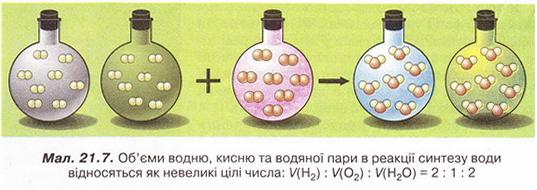 Мал. 21.7. Об'єми водню, кисню та водяної пари в реакції синтезу води
відносяться як невеликі цілі числа: V(H₂) : V(O₂) : V(H₂O) = 2 : 1 : 2